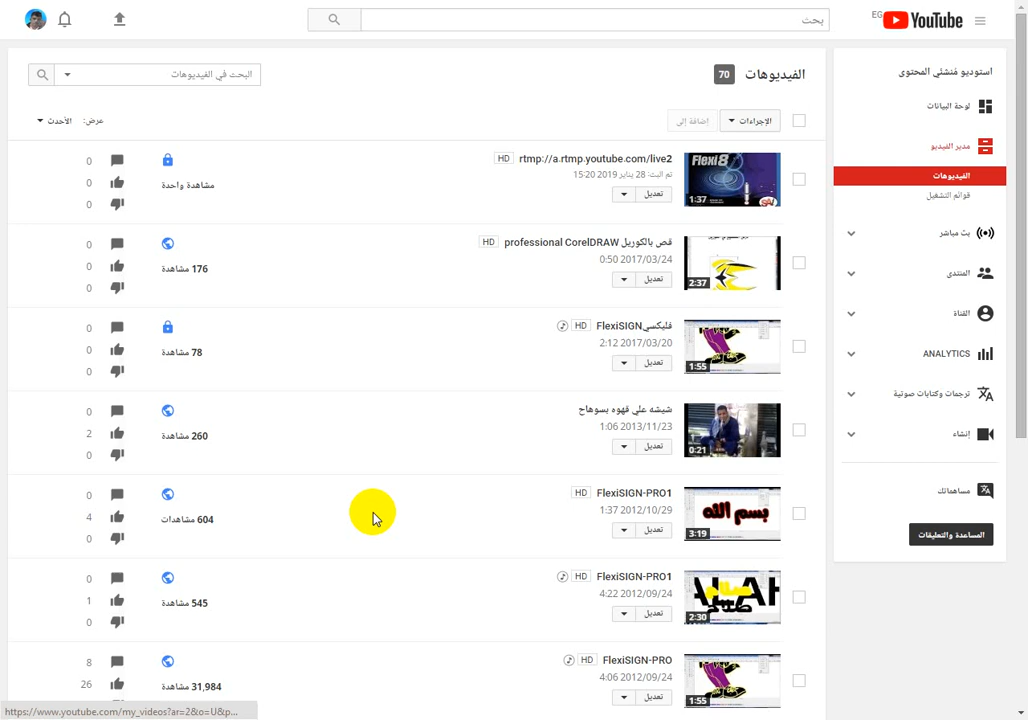 بحث
YouTube EG
استوديو مُنشئي المحتوى
لوحة البيانات
مدير الفيديو
الفيديوهات
قوائم التشغيل
بث مباشر
المنتدى
القناة
ANALYTICS
ترجمات وكتابات صوتية
إنشاء
مساهماتك
المساعدة والتعليقات
الفيديوهات 70
البحث في الفيديوهات
الإجراءات
إضافة إلى
عرض: الأحدث
rtmp://a.rtmp.youtube.com/live2 HD
تم البث: 28 يناير 2019 15:20
تعديل
مشاهدة واحدة
0
0
0
Flexi8
1:37
قص بالكوريل professional CorelDRAW HD
2017/03/24 0:50
تعديل
176 مشاهدة
0
0
0
2:37
فليكسيFlexiSIGN HD
2017/03/20 2:12
تعديل
78 مشاهدة
0
0
0
1:55
شيشه علي قهوه بسوهاج
2013/11/23 1:06
تعديل
260 مشاهدة
0
2
0
0:21
FlexiSIGN-PRO1 HD
2012/10/29 1:37
تعديل
604 مشاهدات
0
4
0
بسم الله
3:19
FlexiSIGN-PRO1 HD
2012/09/24 4:22
تعديل
545 مشاهدة
0
1
0
2:30
FlexiSIGN-PRO HD
2012/09/24 4:06
تعديل
31,984 مشاهدة
8
26
1:55
https://www.youtube.com/my_videos?ar=2&o=U&p...